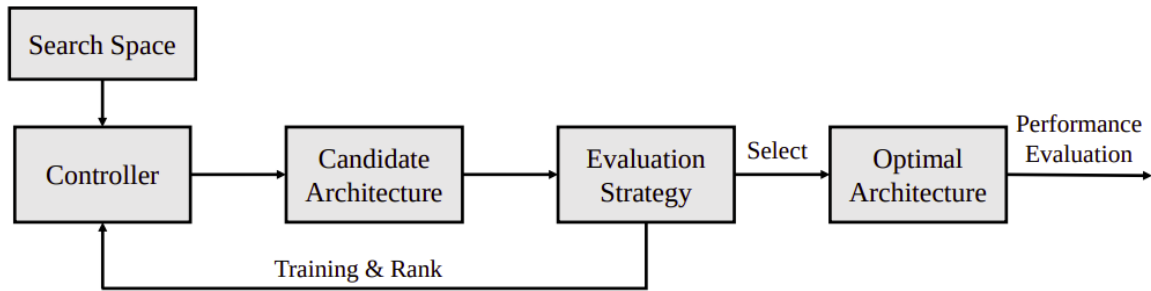 Search Space
Controller
Candidate
Architecture
Evaluation
Strategy
Select
Optimal
Architecture
Performance
Evaluation
Training & Rank